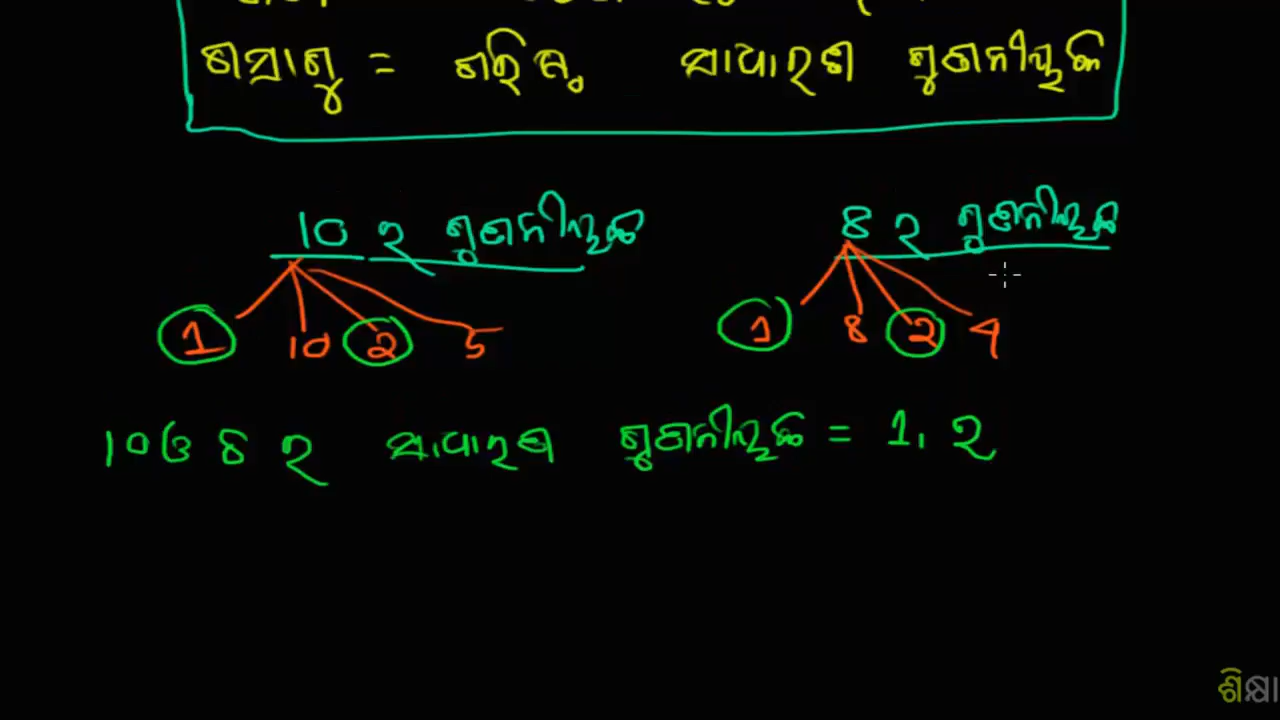 ଗସାଗୁ = ଗରିଷ୍ଠ ସାଧାରଣ ଗୁଣନୀୟକ
10 ର ଗୁଣନୀୟକ 8 ର ଗୁଣନୀୟକ
1 10 2 5 1 8 2 4
10 ଓ 8 ର ସାଧାରଣ ଗୁଣନୀୟକ = 1, 2
ଶିକ୍ଷା